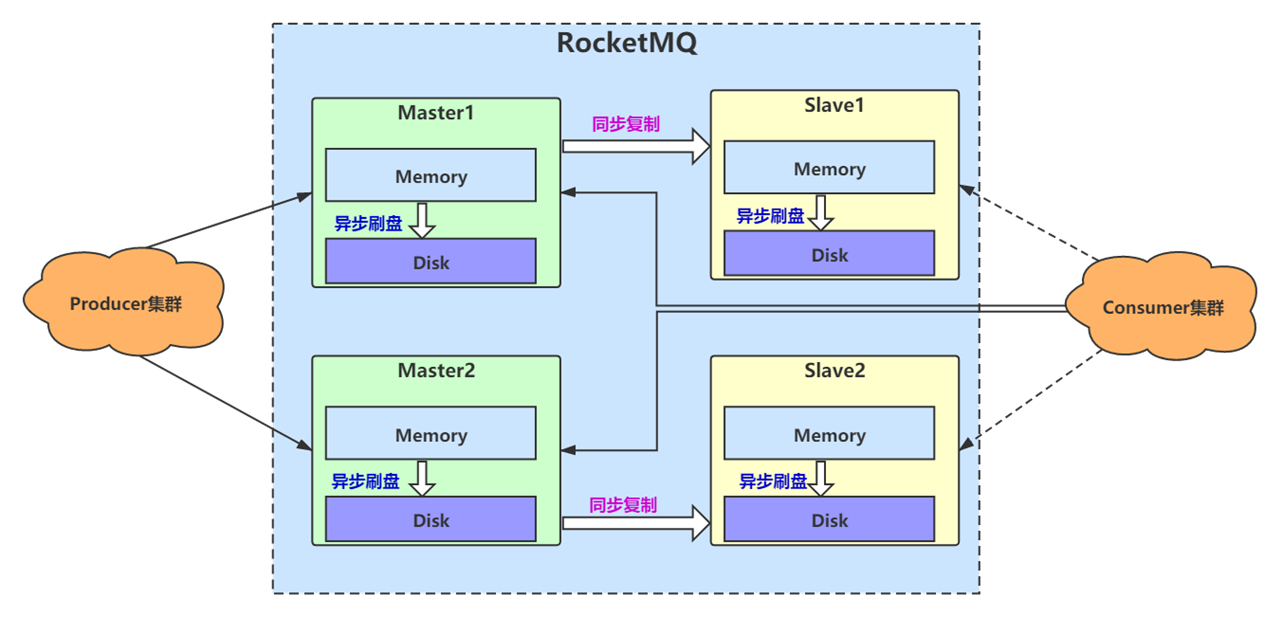 RocketMQ
Master1
同步复制
Slave1
Memory
Memory
异步刷盘
异步刷盘
Disk
Disk
Producer集群
Consumer集群
Master2
Slave2
Memory
Memory
异步刷盘
异步刷盘
Disk
同步复制
Disk